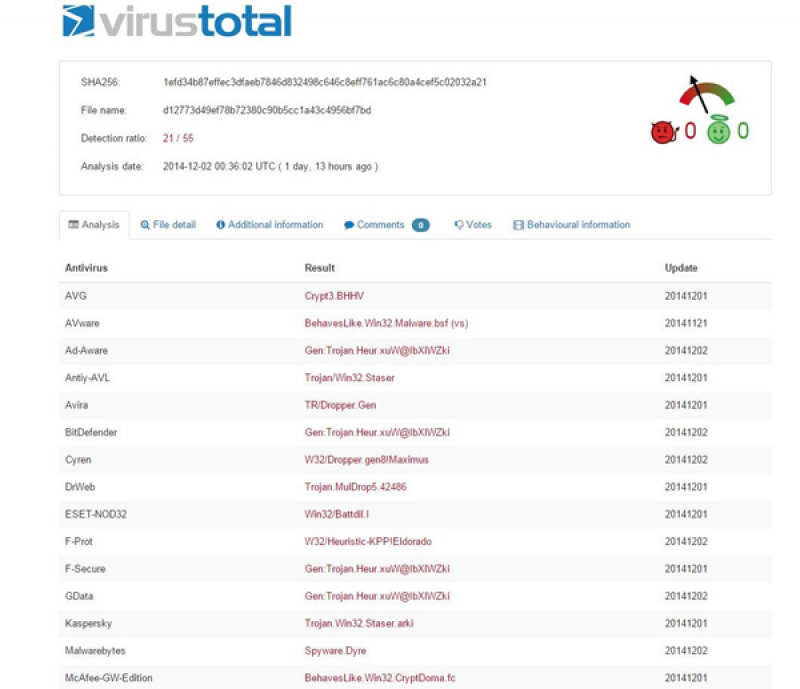 virustotal
SHA256: 1efd34b87effec3dfaeb7846d832498c646c8eff761ac6c80a4cef5c02032a21
File name: d12773d49ef78b72380c90b5cc1a43c4956bf7bd
Detection ratio: 21 / 55
0 0
Analysis date: 2014-12-02 00:36:02 UTC ( 1 day, 13 hours ago )
Analysis File detail Additional information Comments 0 Votes Behavioural information
Antivirus Result Update
AVG Crypt3.BHHV 20141201
AVware BehavesLike.Win32.Malware.bsf (vs) 20141121
Ad-Aware Gen:Trojan.Heur.xuW@IbXIWZki 20141202
Antiy-AVL Trojan/Win32.Staser 20141201
Avira TR/Dropper.Gen 20141201
BitDefender Gen:Trojan.Heur.xuW@IbXIWZki 20141202
Cyren W32/Dropper.gen8!Maximus 20141202
DrWeb Trojan.MulDrop5.42486 20141201
ESET-NOD32 Win32/Battdil.I 20141201
F-Prot W32/Heuristic-KPP!Eldorado 20141202
F-Secure Gen:Trojan.Heur.xuW@IbXIWZki 20141201
GData Gen:Trojan.Heur.xuW@IbXIWZki 20141202
Kaspersky Trojan.Win32.Staser.arki 20141201
Malwarebytes Spyware.Dyre 20141202
McAfee-GW-Edition BehavesLike.Win32.CryptDoma.fc 20141201